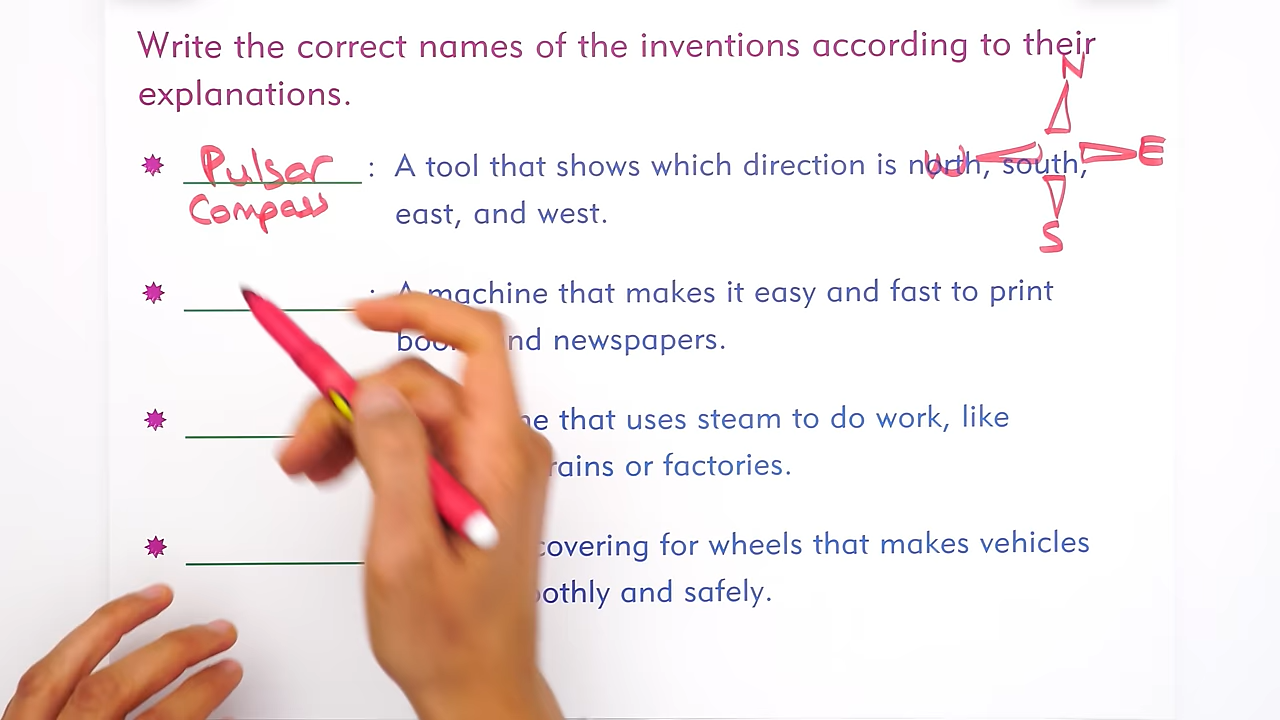 Write the correct names of the inventions according to their
explanations.
N
Pulsar : A tool that shows which direction is north, south,
W E
Compass east, and west.
S
: A machine that makes it easy and fast to print
and newspapers.
that uses steam to do work, like
or factories.
covering for wheels that makes vehicles
and safely.